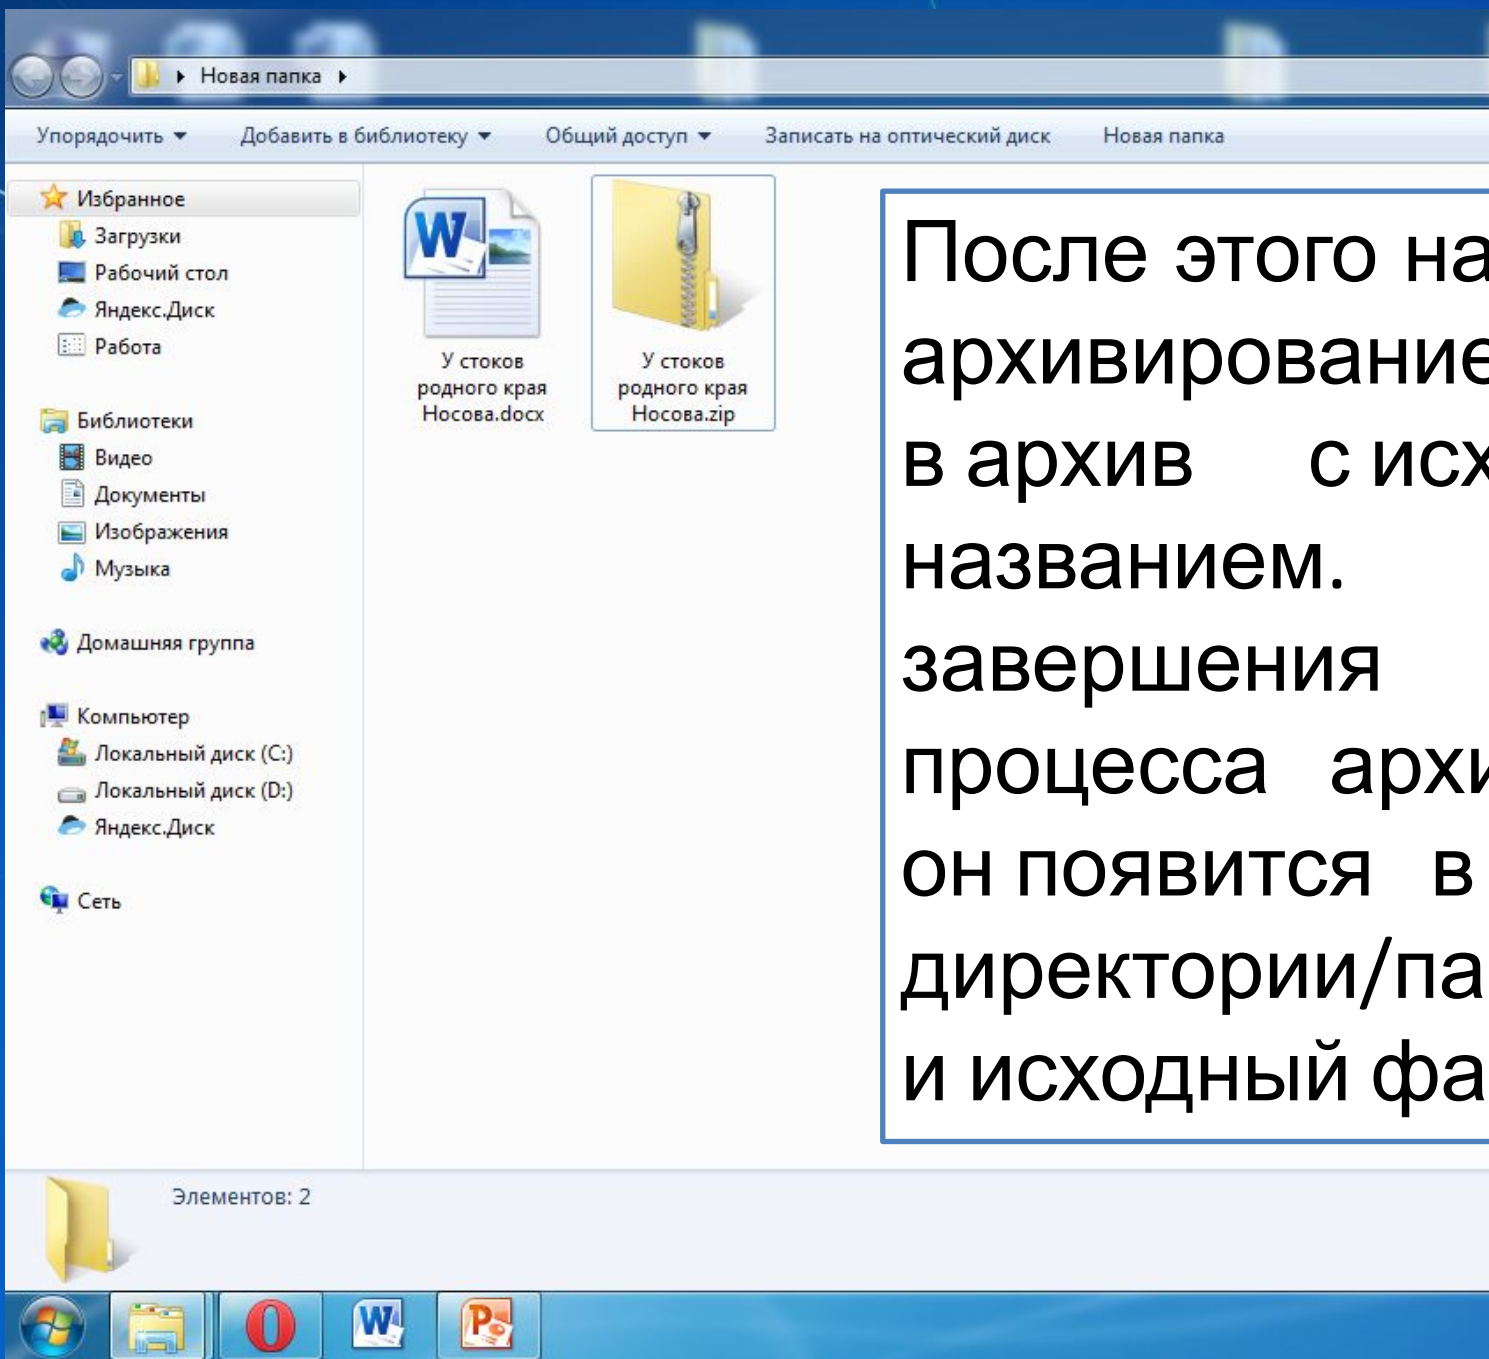 Новая папка
Упорядочить Добавить в библиотеку Общий доступ Записать на оптический диск Новая папка
Избранное
Загрузки
Рабочий стол
Яндекс.Диск
Работа
Библиотеки
Видео
Документы
Изображения
Музыка
Домашняя группа
Компьютер
Локальный диск (C:)
Локальный диск (D:)
Яндекс.Диск
Сеть
У стоков
родного края
Носова.docx
У стоков
родного края
Носова.zip
После этого на
архивирование
в архив с исх
названием.
завершения
процесса архи
он появится в
директории/па
и исходный фа
Элементов: 2